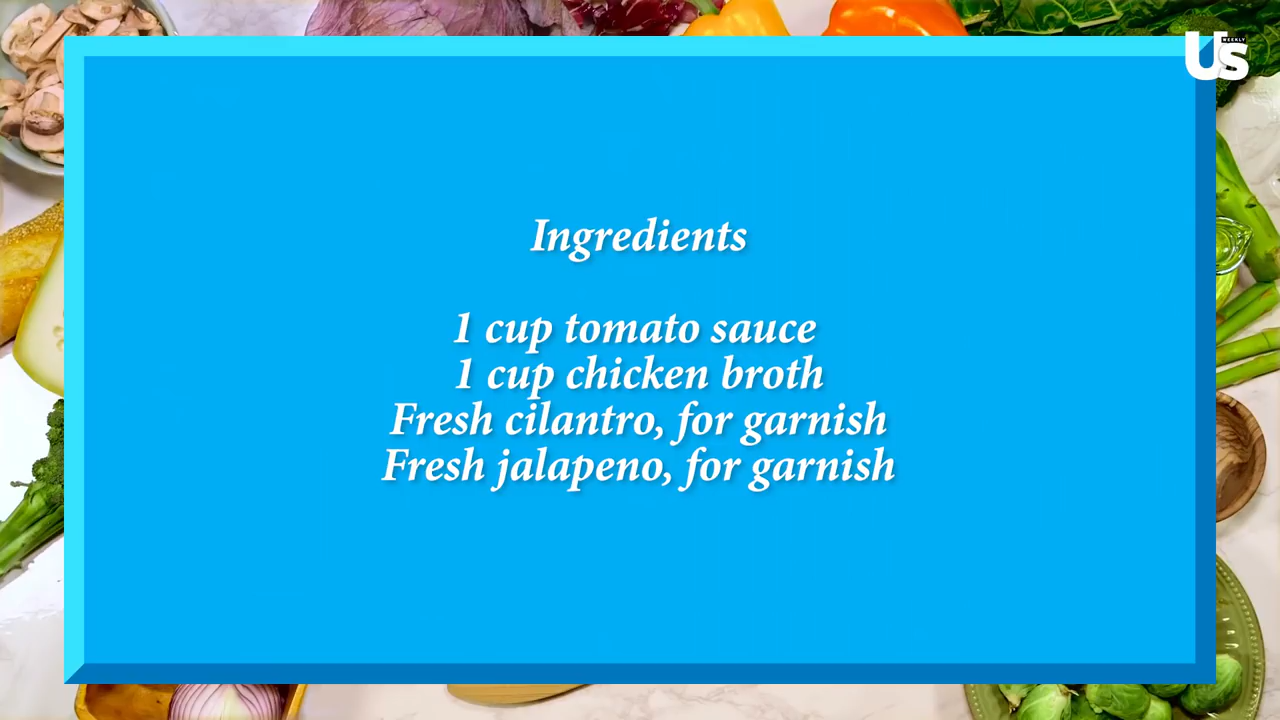 Us WEEKLY
Ingredients
1 cup tomato sauce
1 cup chicken broth
Fresh cilantro, for garnish
Fresh jalapeno, for garnish